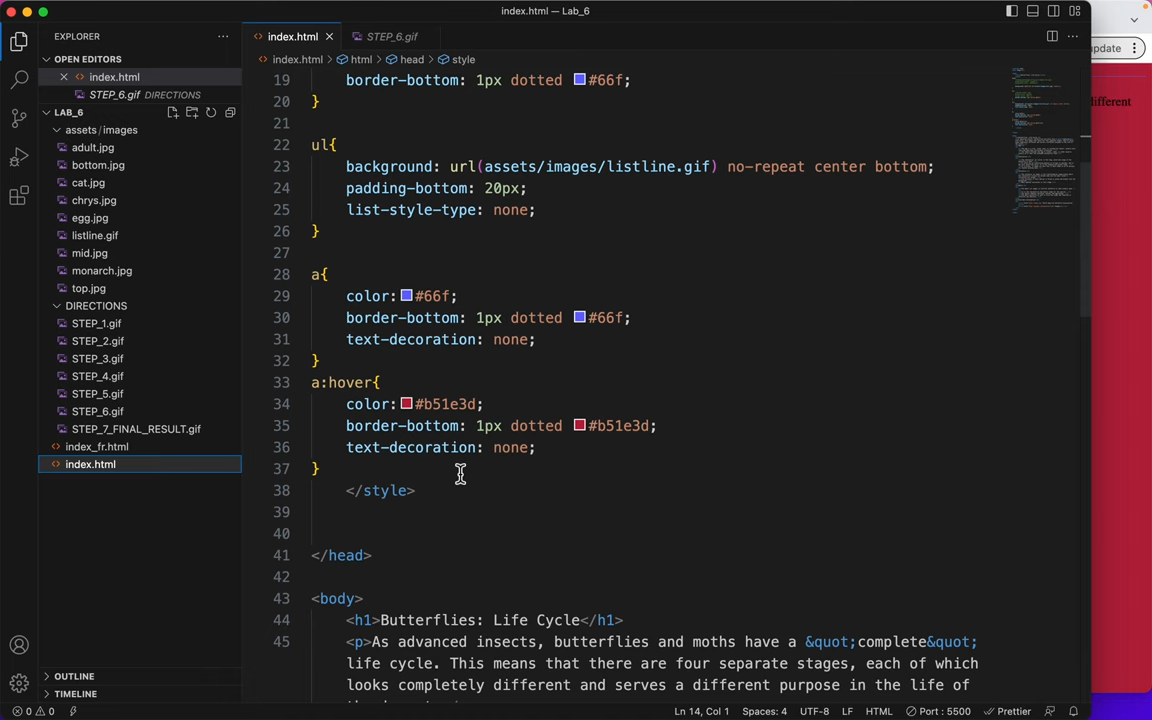 index.html — Lab_6
EXPLORER
OPEN EDITORS
index.html
STEP_6.gif DIRECTIONS
LAB_6
assets/images
adult.jpg
bottom.jpg
cat.jpg
chrys.jpg
egg.jpg
listline.gif
mid.jpg
monarch.jpg
top.jpg
DIRECTIONS
STEP_1.gif
STEP_2.gif
STEP_3.gif
STEP_4.gif
STEP_5.gif
STEP_6.gif
STEP_7_FINAL_RESULT.gif
index_fr.html
index.html
OUTLINE
TIMELINE
index.html
STEP_6.gif
index.html > html > head > style
19 border-bottom: 1px dotted #66f;
20 }
21
22 ul{
23 background: url(assets/images/listline.gif) no-repeat center bottom;
24 padding-bottom: 20px;
25 list-style-type: none;
26 }
27
28 a{
29 color: #66f;
30 border-bottom: 1px dotted #66f;
31 text-decoration: none;
32 }
33 a:hover{
34 color: #b51e3d;
35 border-bottom: 1px dotted #b51e3d;
36 text-decoration: none;
37 }
38 </style>
39
40
41 </head>
42
43 <body>
44 <h1>Butterflies: Life Cycle</h1>
45 <p>As advanced insects, butterflies and moths have a &quot;complete&quot;
life cycle. This means that there are four separate stages, each of which
looks completely different and serves a different purpose in the life of
pdate
ifferent
0 0
Ln 14, Col 1 Spaces: 4 UTF-8 LF HTML Port : 5500 Prettier